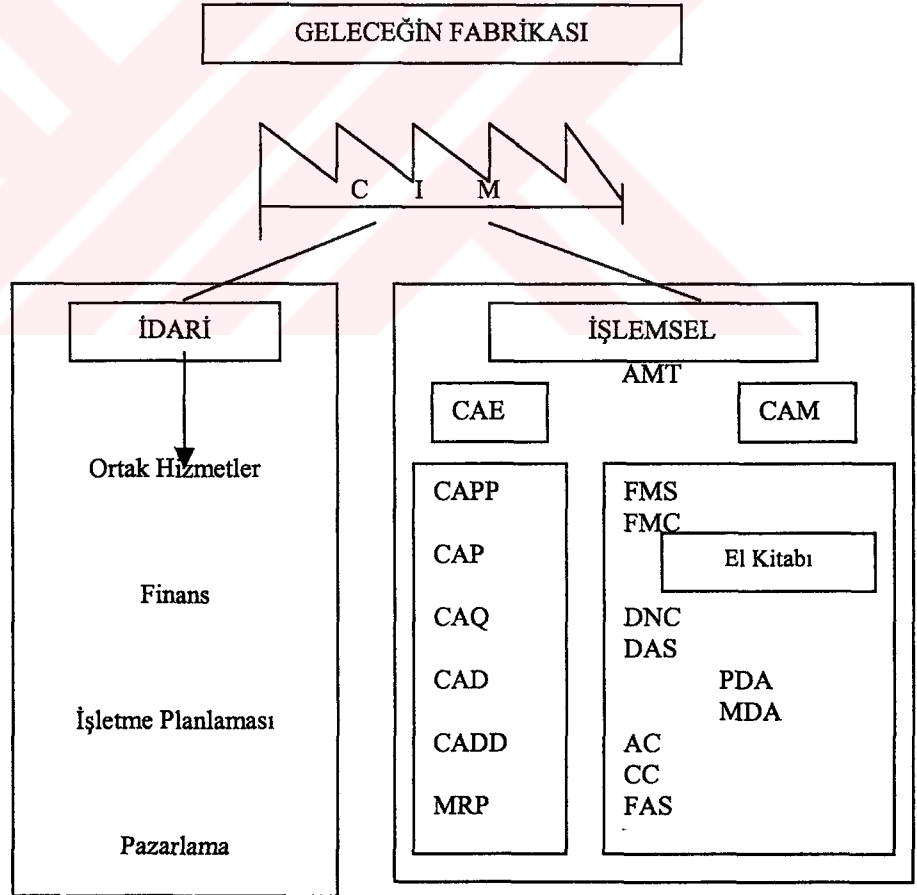 GELECEĞİN FABRİKASI
C I M
İDARİ
Ortak Hizmetler
Finans
İşletme Planlaması
Pazarlama
İŞLEMSEL
AMT
CAE
CAPP
CAP
CAQ
CAD
CADD
MRP
CAM
FMS
FMC
El Kitabı
DNC
DAS
PDA
MDA
AC
CC
FAS